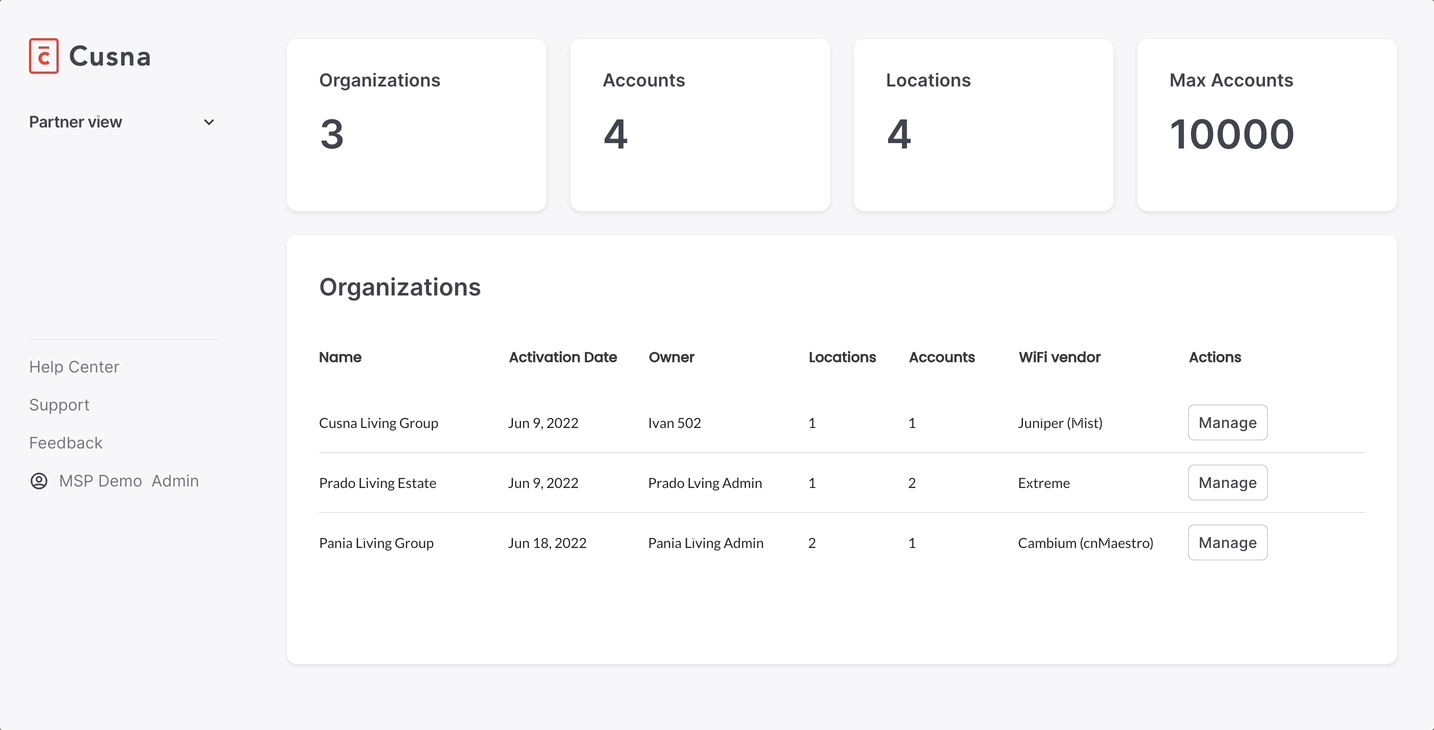 c Cusna
Partner view
Organizations
3
Accounts
4
Locations
4
Max Accounts
10000
Organizations
Name Activation Date Owner Locations Accounts WiFi vendor Actions
Cusna Living Group Jun 9, 2022 Ivan 502 1 1 Juniper (Mist) Manage
Prado Living Estate Jun 9, 2022 Prado Lving Admin 1 2 Extreme Manage
Pania Living Group Jun 18, 2022 Pania Living Admin 2 1 Cambium (cnMaestro) Manage
Help Center
Support
Feedback
MSP Demo Admin